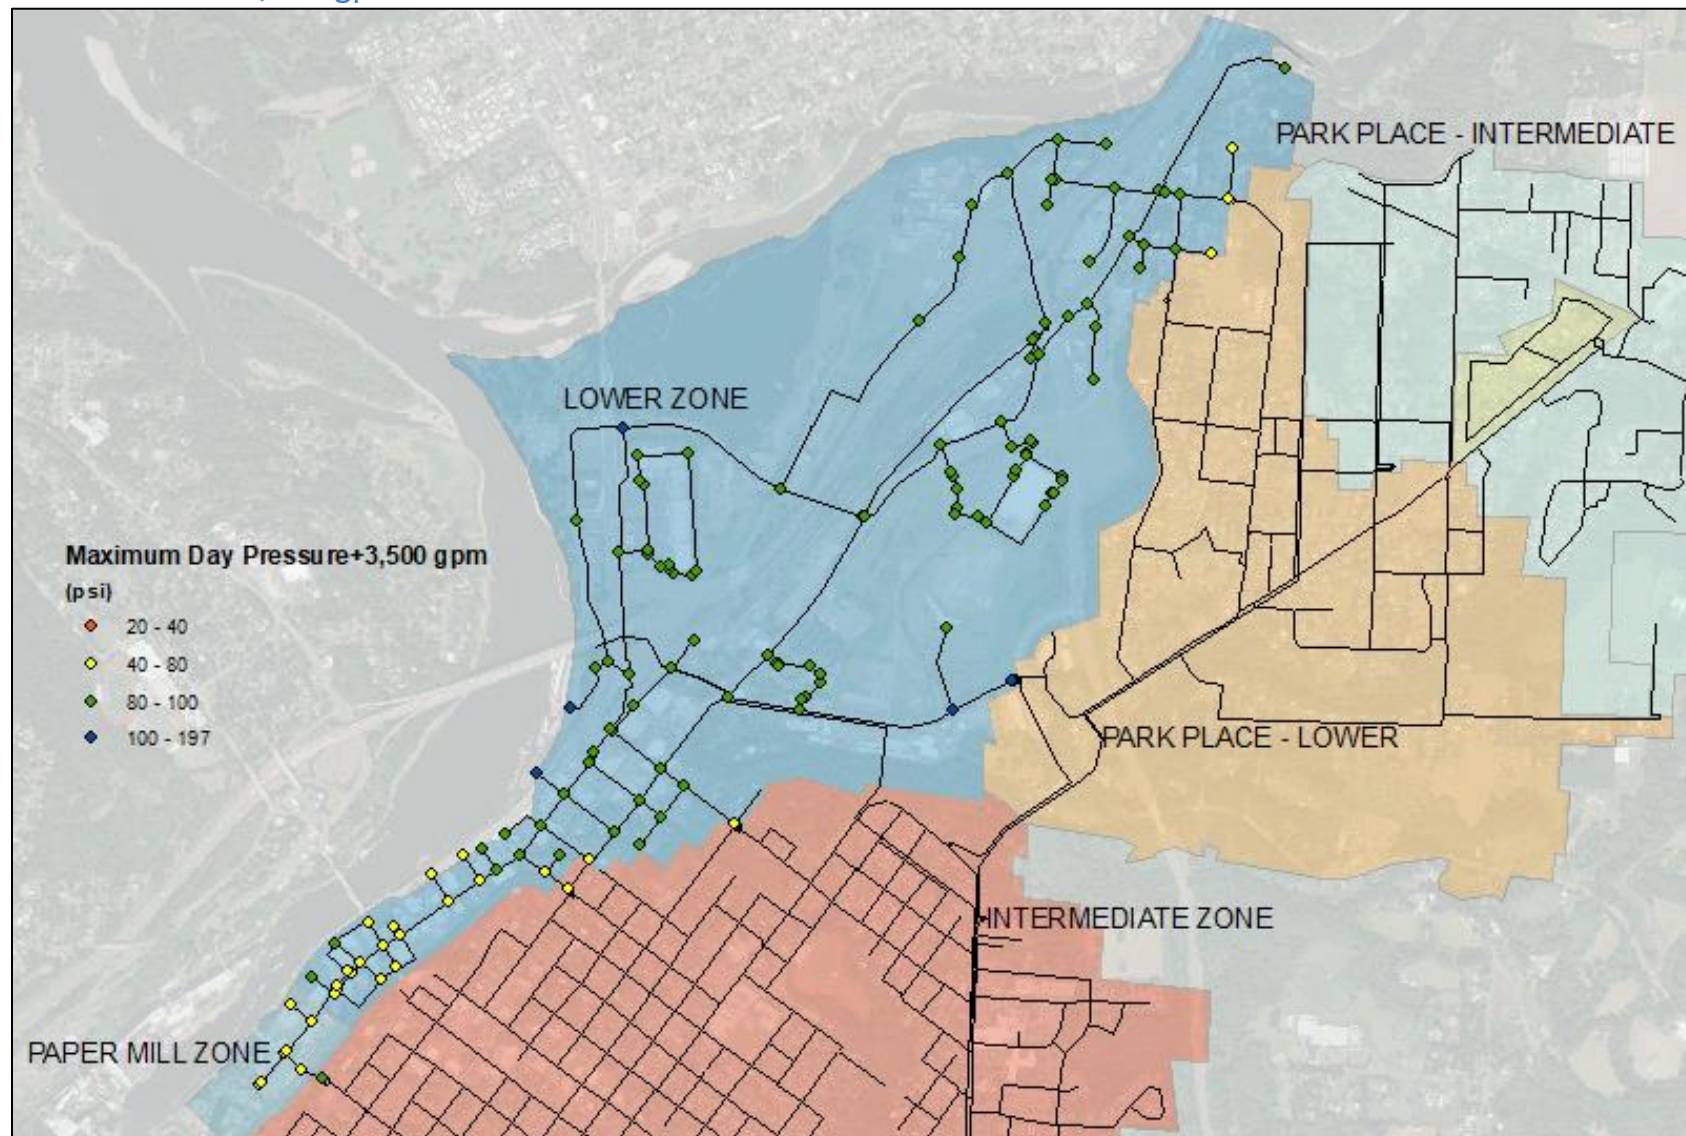 PARK PLACE - INTERMEDIATE
LOWER ZONE
Maximum Day Pressure+3,500 gpm
(psi)
20 - 40
40 - 80
80 - 100
100 - 197
PARK PLACE - LOWER
INTERMEDIATE ZONE
PAPER MILL ZONE